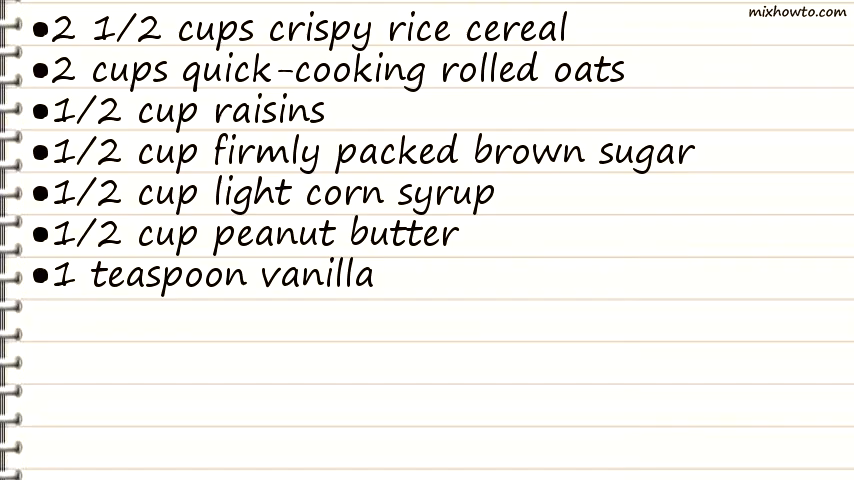 mixhowto.com
•2 1/2 cups crispy rice cereal
•2 cups quick-cooking rolled oats
•1/2 cup raisins
•1/2 cup firmly packed brown sugar
•1/2 cup light corn syrup
•1/2 cup peanut butter
•1 teaspoon vanilla